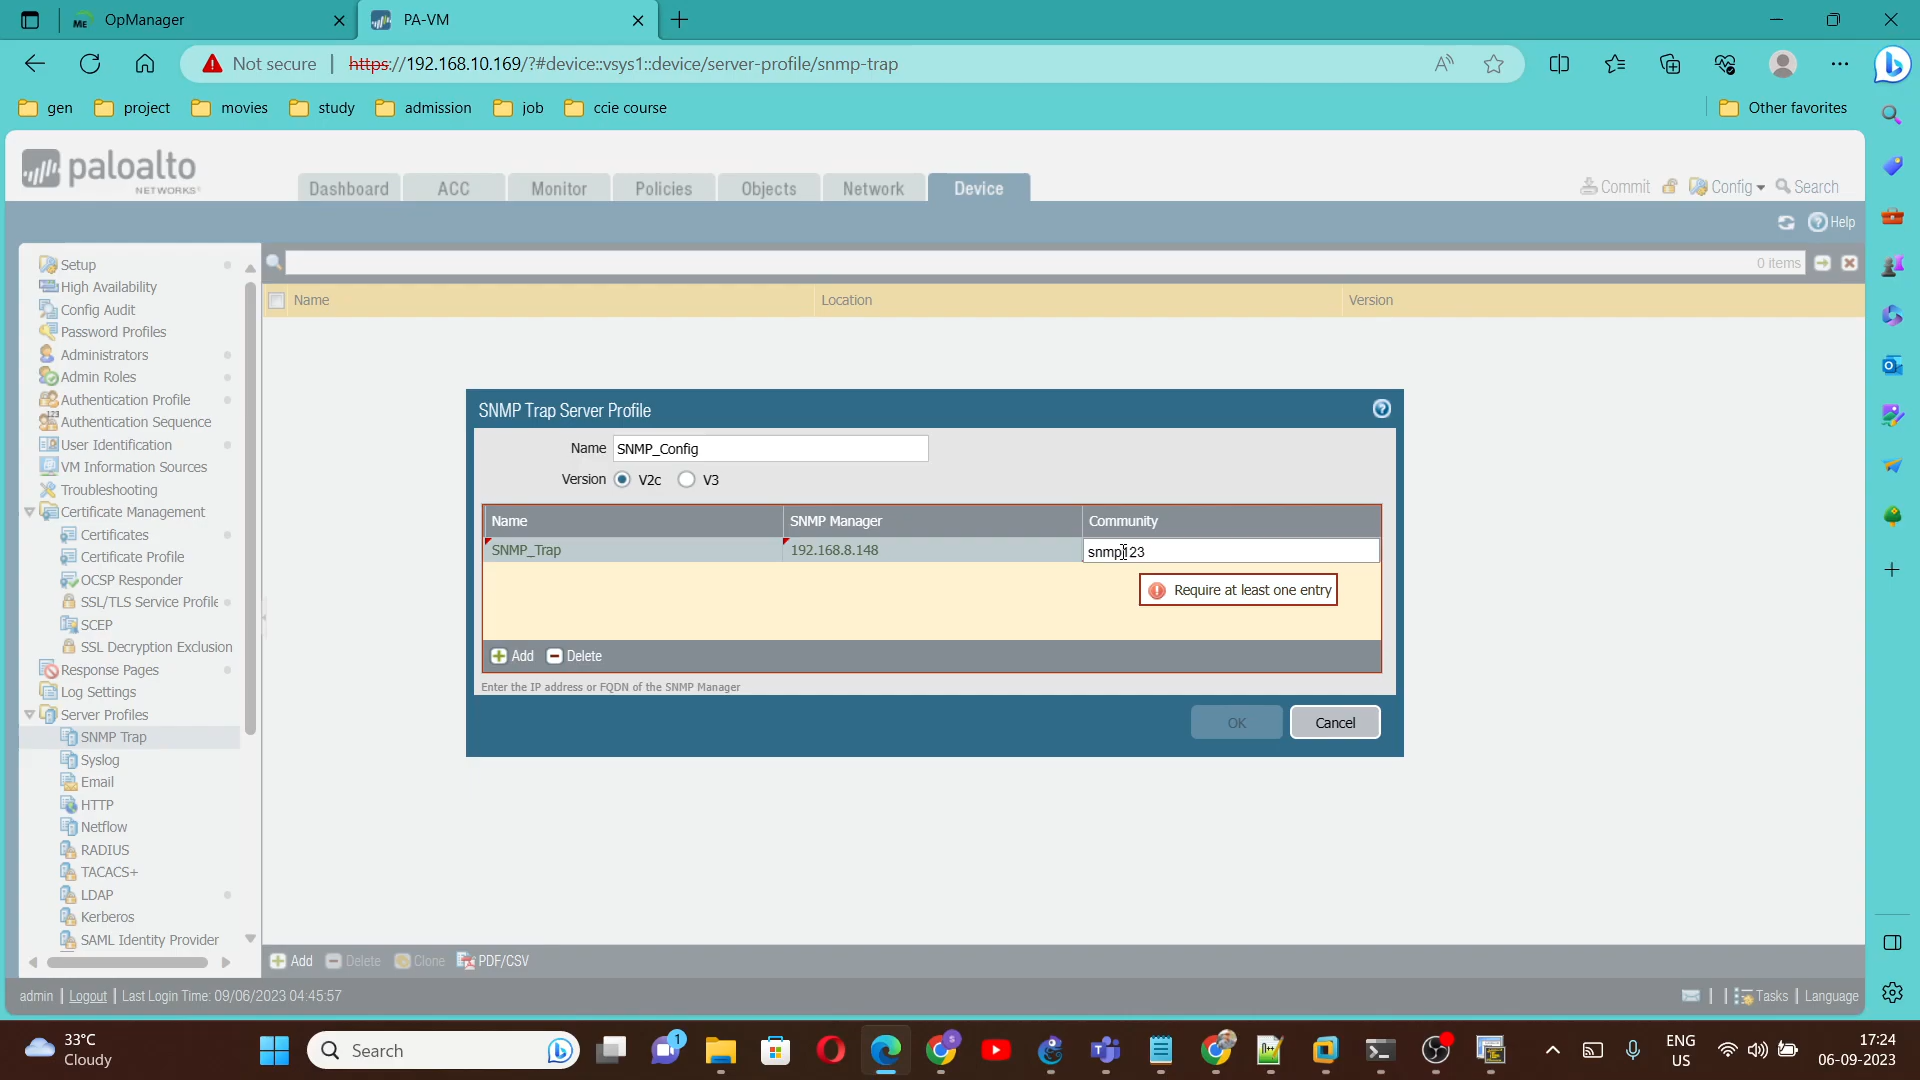 OpManager
PA-VM
Not secure
https://192.168.10.169/?#device::vsys1::device/server-profile/snmp-trap
gen project movies study admission job ccie course Other favorites
paloalto
NETWORKS
Dashboard ACC Monitor Policies Objects Network Device
Commit Config Search
Help
0 items
Name Location Version
Setup
High Availability
Config Audit
Password Profiles
Administrators
Admin Roles
Authentication Profile
Authentication Sequence
User Identification
VM Information Sources
Troubleshooting
Certificate Management
Certificates
Certificate Profile
OCSP Responder
SSL/TLS Service Profile
SCEP
SSL Decryption Exclusion
Response Pages
Log Settings
Server Profiles
SNMP Trap
Syslog
Email
HTTP
Netflow
RADIUS
TACACS+
LDAP
Kerberos
SAML Identity Provider
SNMP Trap Server Profile
Name SNMP_Config
Version V2c V3
Name SNMP Manager Community
SNMP_Trap 192.168.8.148 snmp123
Require at least one entry
Add Delete
Enter the IP address or FQDN of the SNMP Manager
OK Cancel
Add Delete Clone PDF/CSV
admin | Logout | Last Login Time: 09/06/2023 04:45:57
Tasks | Language
33°C
Cloudy
Search
1
ENG
US
17:24
06-09-2023